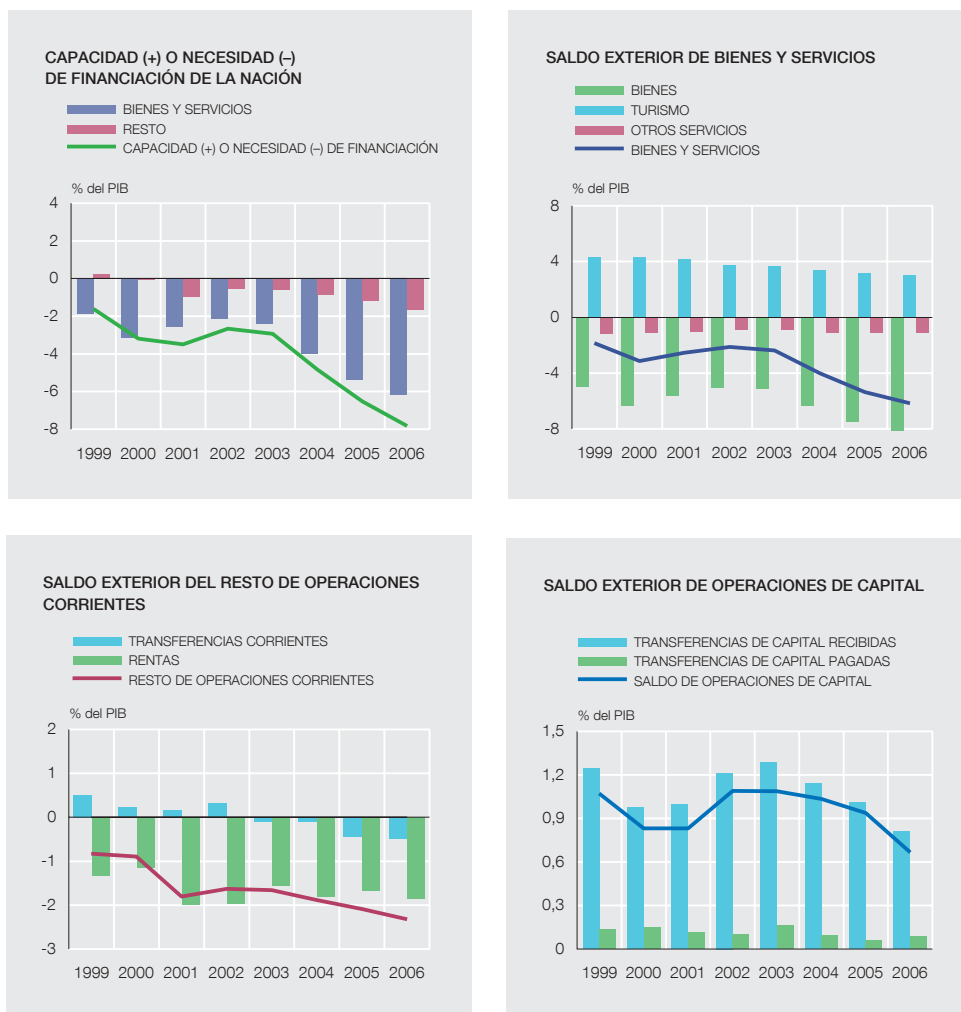 CAPACIDAD (+) O NECESIDAD (–)
DE FINANCIACIÓN DE LA NACIÓN
BIENES Y SERVICIOS
RESTO
CAPACIDAD (+) O NECESIDAD (–) DE FINANCIACIÓN
% del PIB
4
2
0
-2
-4
-6
-8
1999 2000 2001 2002 2003 2004 2005 2006
SALDO EXTERIOR DE BIENES Y SERVICIOS
BIENES
TURISMO
OTROS SERVICIOS
BIENES Y SERVICIOS
% del PIB
8
4
0
-4
-8
1999 2000 2001 2002 2003 2004 2005 2006
SALDO EXTERIOR DEL RESTO DE OPERACIONES
CORRIENTES
TRANSFERENCIAS CORRIENTES
RENTAS
RESTO DE OPERACIONES CORRIENTES
% del PIB
2
1
0
-1
-2
-3
1999 2000 2001 2002 2003 2004 2005 2006
SALDO EXTERIOR DE OPERACIONES DE CAPITAL
TRANSFERENCIAS DE CAPITAL RECIBIDAS
TRANSFERENCIAS DE CAPITAL PAGADAS
SALDO DE OPERACIONES DE CAPITAL
% del PIB
1,5
1,2
0,9
0,6
0,3
0
1999 2000 2001 2002 2003 2004 2005 2006